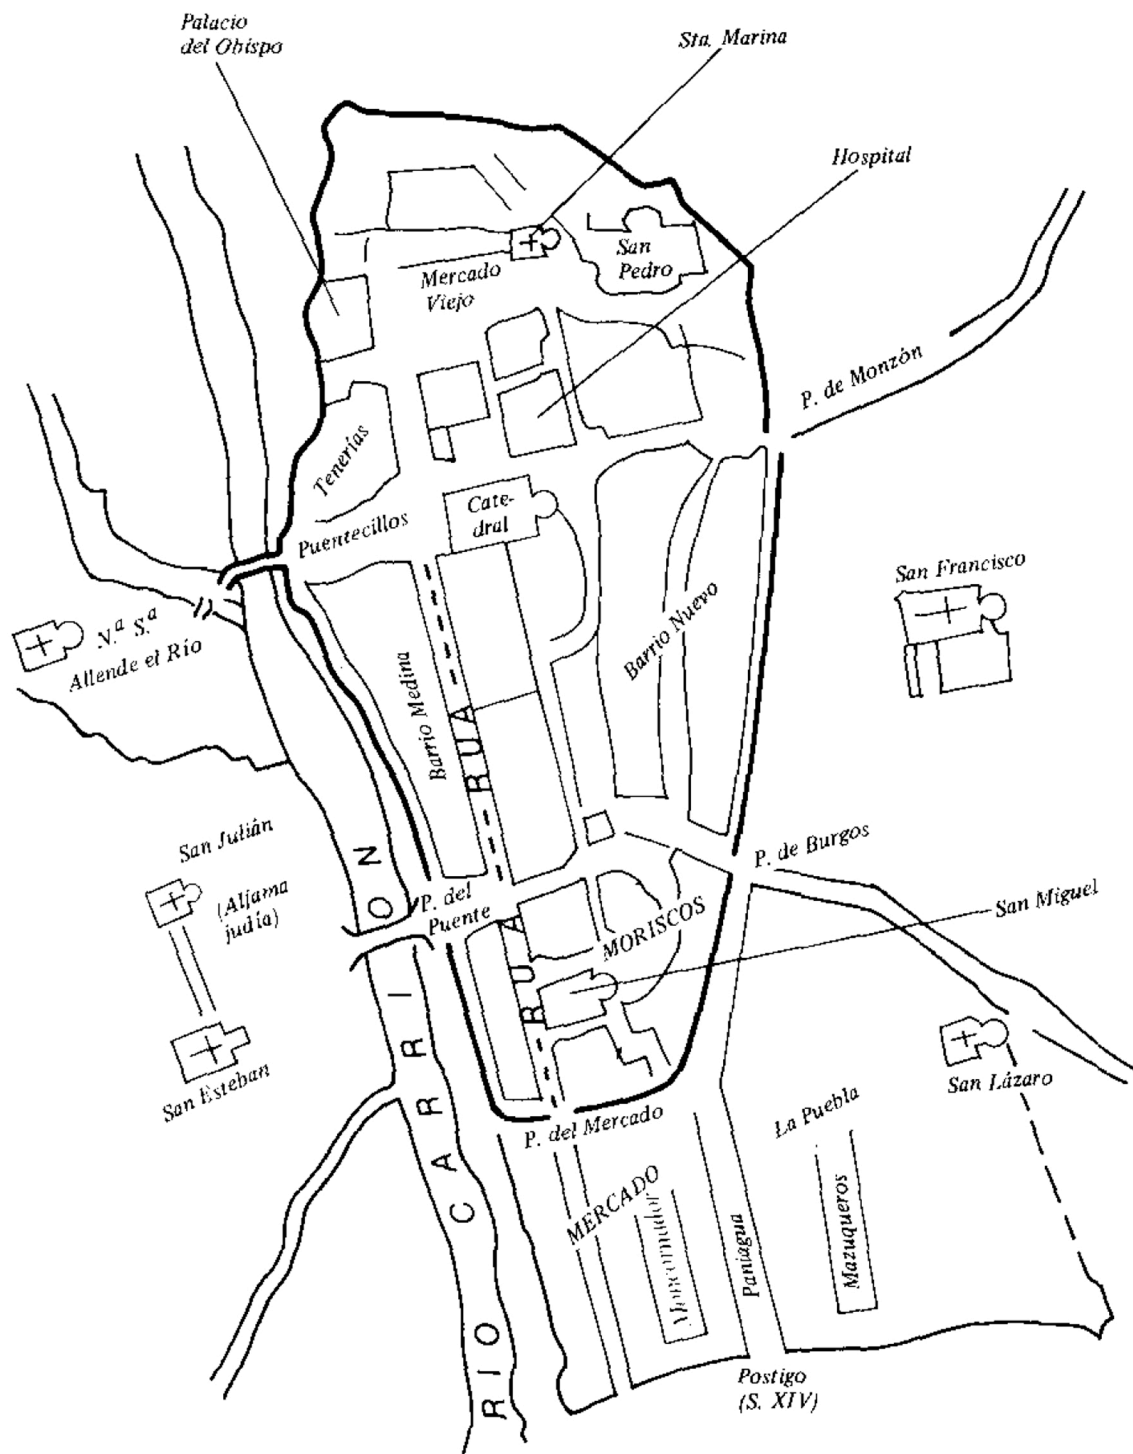 Palacio
del Obispo
Sta. Marina
Hospital
San
Pedro
Mercado
Viejo
P. de Monzón
Tenerías
Puentecillos
Cate-
dral
San Francisco
N.ª S.ª
Allende el Río
Barrio Nuevo
Barrio Medina
RUA
San Julián
(Aljama
judía)
P. de Burgos
P. del
Puente
San Miguel
MORISCOS
RUA
San Esteban
San Lázaro
P. del Mercado
La Puebla
MERCADO
Paniagua
Mazuqueros
RIO CARRION
Postigo
(S. XIV)